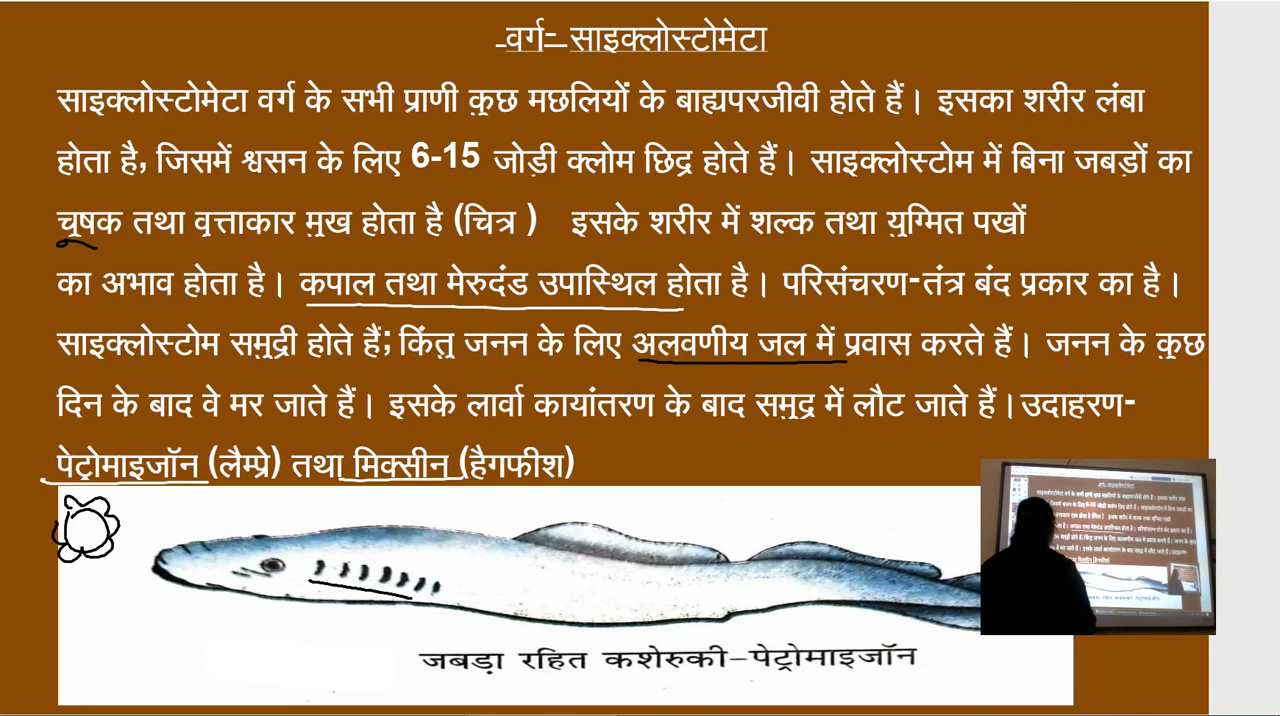 वर्ग- साइक्लोस्टोमेटा
साइक्लोस्टोमेटा वर्ग के सभी प्राणी कुछ मछलियों के बाह्यपरजीवी होते हैं। इसका शरीर लंबा
होता है, जिसमें श्वसन के लिए 6-15 जोड़ी क्लोम छिद्र होते हैं। साइक्लोस्टोम में बिना जबड़ों का
चूषक तथा वृत्ताकार मुख होता है (चित्र ) इसके शरीर में शल्क तथा युग्मित पखों
का अभाव होता है। कपाल तथा मेरुदंड उपास्थिल होता है। परिसंचरण-तंत्र बंद प्रकार का है।
साइक्लोस्टोम समुद्री होते हैं; किंतु जनन के लिए अलवणीय जल में प्रवास करते हैं। जनन के कुछ
दिन के बाद वे मर जाते हैं। इसके लार्वा कायांतरण के बाद समुद्र में लौट जाते हैं।उदाहरण-
पेट्रोमाइजॉन (लैम्प्रे) तथा मिक्सीन (हैगफीश)
जबड़ा रहित कशेरुकी–पेट्रोमाइजॉन